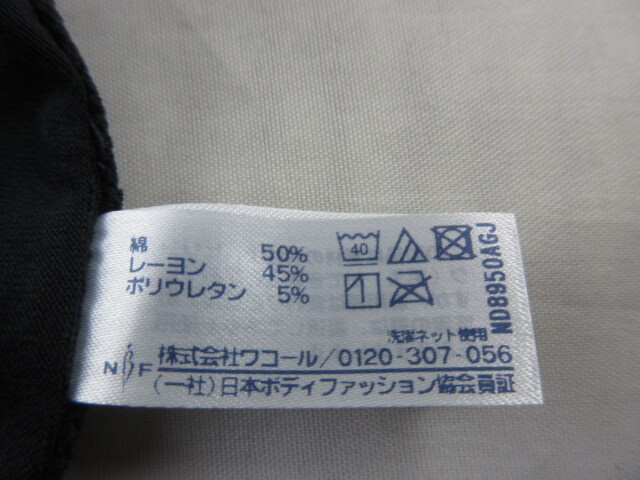 綿 50%
レーヨン 45%
ポリウレタン 5%
40
洗濯ネット使用
ND8950AGJ
NBF
株式会社ワコール/0120-307-056
(一社)日本ボディファッション協会員証